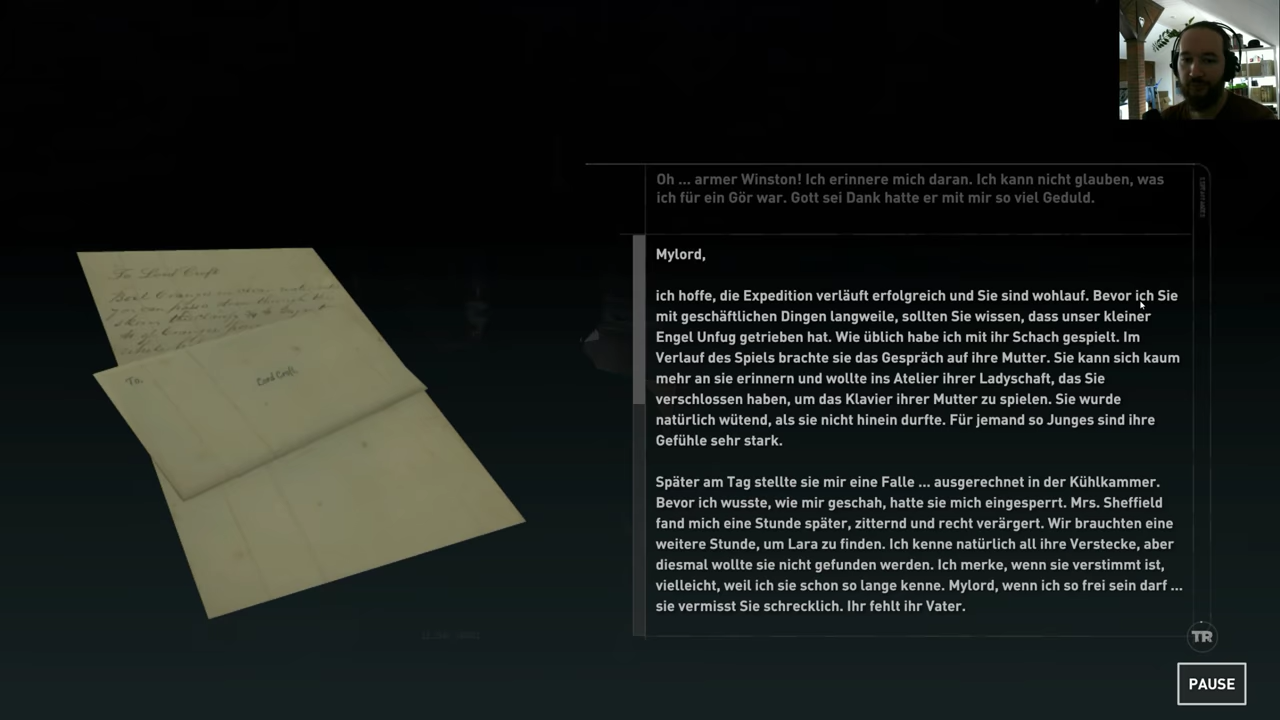 Oh ... armer Winston! Ich erinnere mich daran. Ich kann nicht glauben, was
ich für ein Gör war. Gott sei Dank hatte er mit mir so viel Geduld.
Mylord,
ich hoffe, die Expedition verläuft erfolgreich und Sie sind wohlauf. Bevor ich Sie
mit geschäftlichen Dingen langweile, sollten Sie wissen, dass unser kleiner
Engel Unfug getrieben hat. Wie üblich habe ich mit ihr Schach gespielt. Im
Verlauf des Spiels brachte sie das Gespräch auf ihre Mutter. Sie kann sich kaum
mehr an sie erinnern und wollte ins Atelier ihrer Ladyschaft, das Sie
verschlossen haben, um das Klavier ihrer Mutter zu spielen. Sie wurde
natürlich wütend, als sie nicht hinein durfte. Für jemand so Junges sind ihre
Gefühle sehr stark.
Später am Tag stellte sie mir eine Falle ... ausgerechnet in der Kühlkammer.
Bevor ich wusste, wie mir geschah, hatte sie mich eingesperrt. Mrs. Sheffield
fand mich eine Stunde später, zitternd und recht verärgert. Wir brauchten eine
weitere Stunde, um Lara zu finden. Ich kenne natürlich all ihre Verstecke, aber
diesmal wollte sie nicht gefunden werden. Ich merke, wenn sie verstimmt ist,
vielleicht, weil ich sie schon so lange kenne. Mylord, wenn ich so frei sein darf ...
sie vermisst Sie schrecklich. Ihr fehlt ihr Vater.
To Lord Croft
To.
Lord Croft
TR
PAUSE